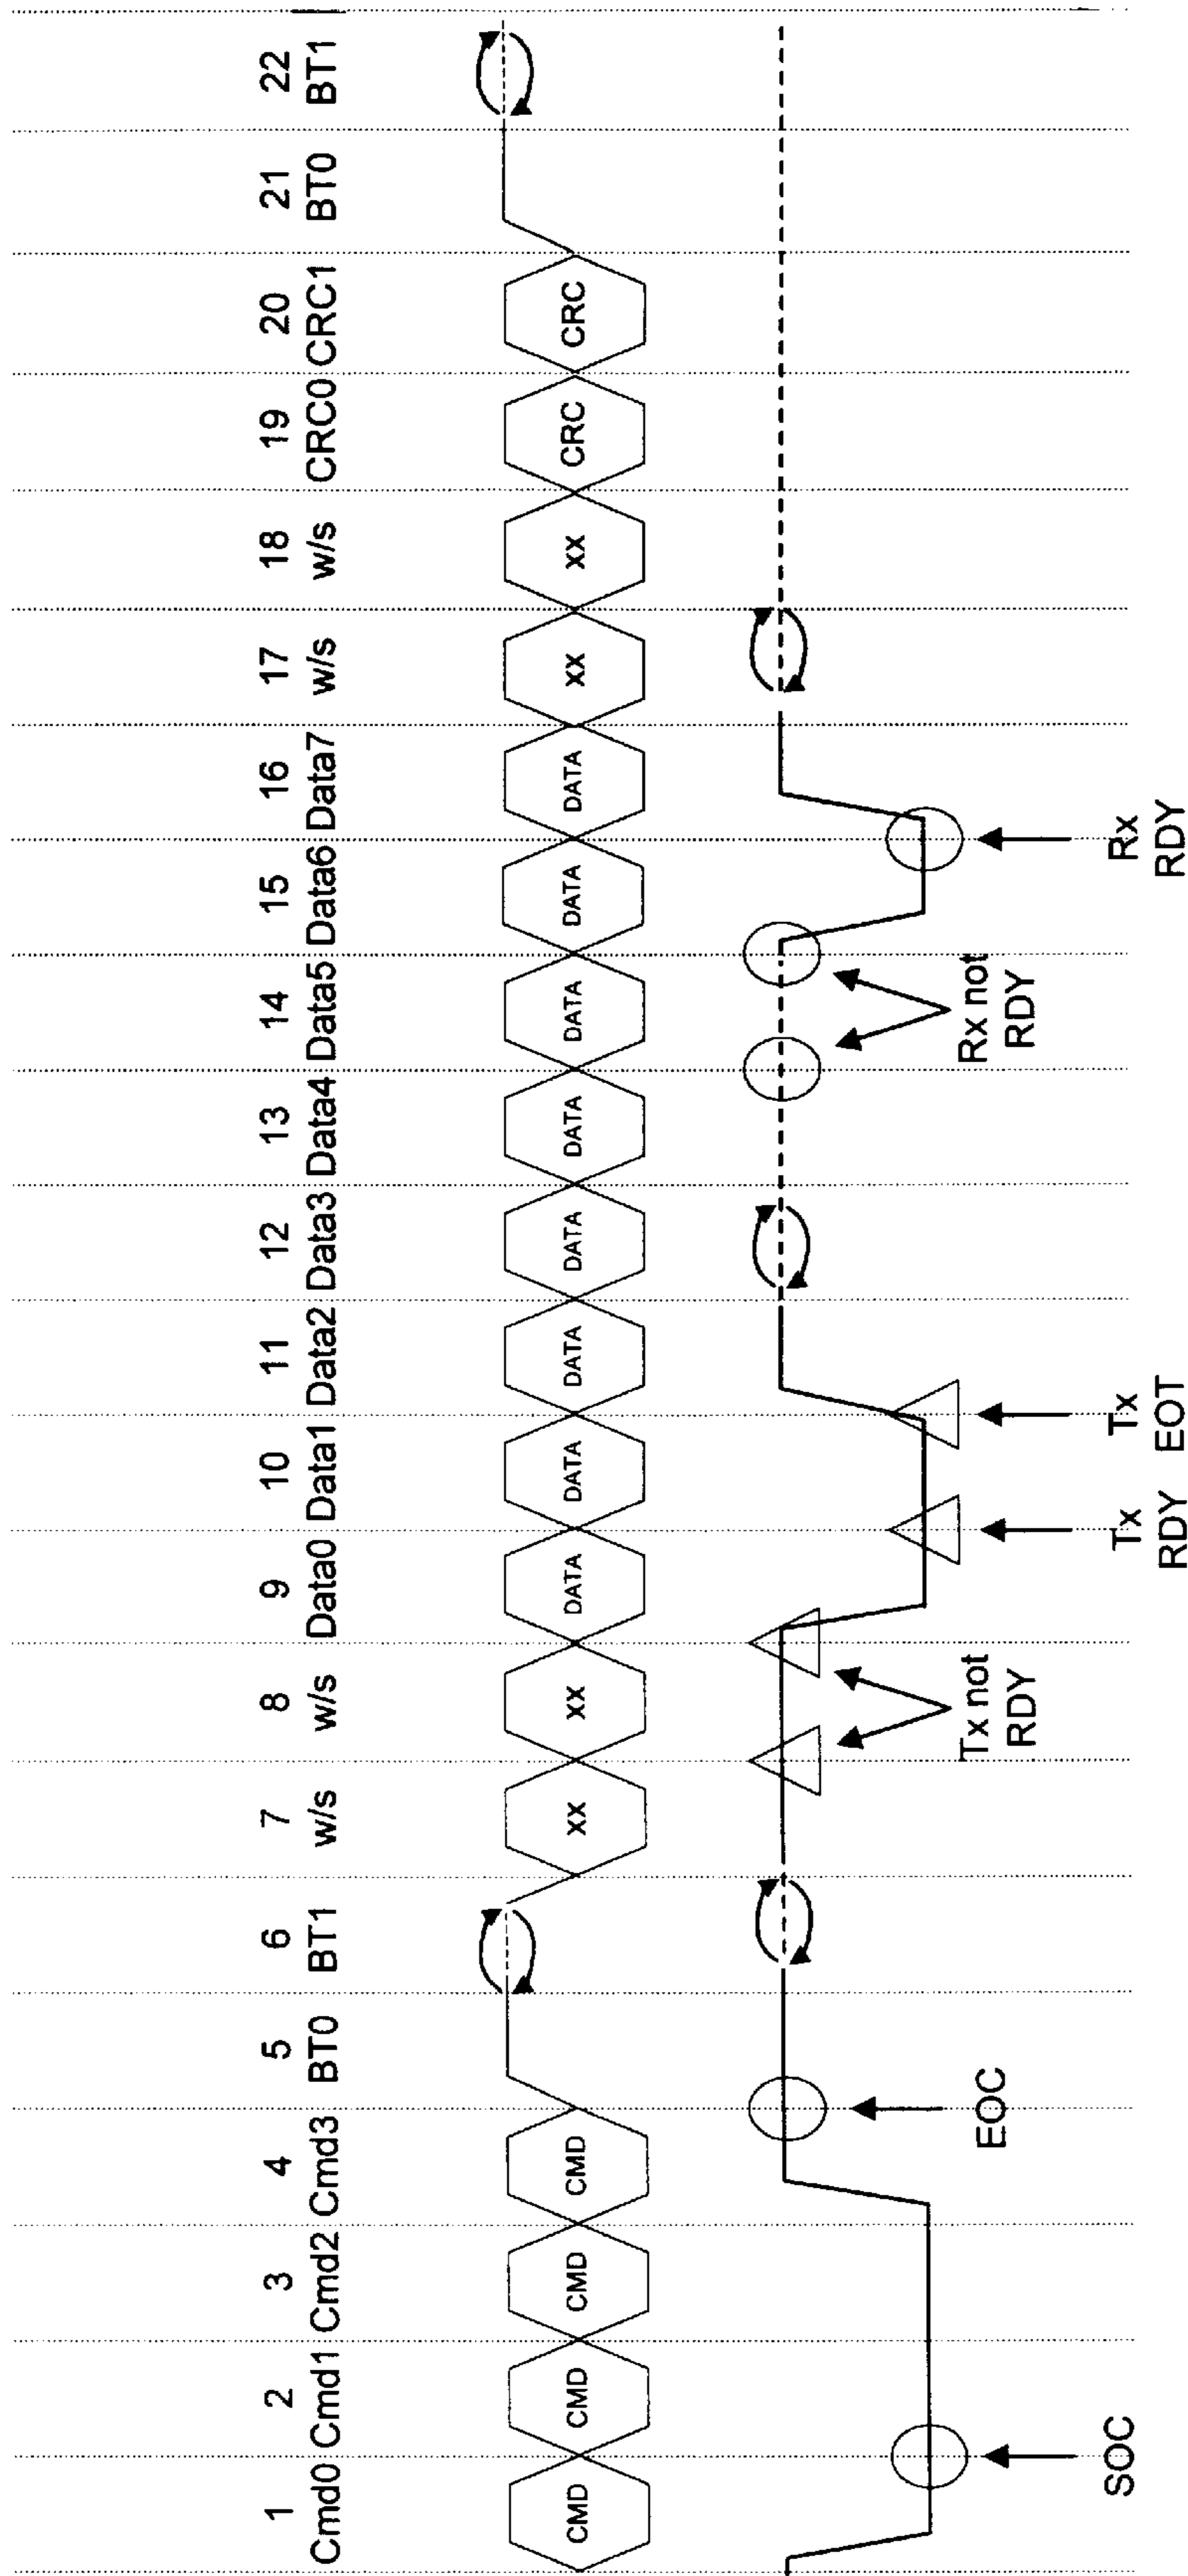 1 2 3 4 5 6 7 8 9 10 11 12 13 14 15 16 17 18 19 20 21 22
Cmd0 Cmd1 Cmd2 Cmd3 BT0 BT1 w/s w/s Data0 Data1 Data2 Data3 Data4 Data5 Data6 Data7 w/s w/s CRC0 CRC1 BT0 BT1
CMD CMD CMD CMD XX XX DATA DATA DATA DATA DATA DATA DATA DATA XX XX CRC CRC
SOC
EOC
Tx not
RDY
Tx
RDY
Tx
EOT
Rx not
RDY
Rx
RDY